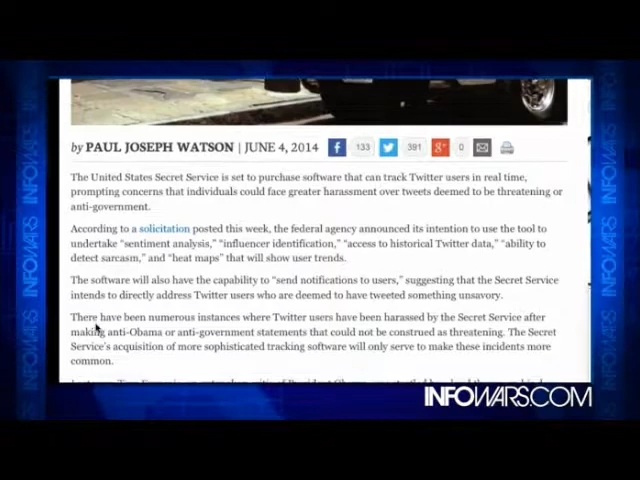 by PAUL JOSEPH WATSON | JUNE 4, 2014
133
391
0
The United States Secret Service is set to purchase software that can track Twitter users in real time,
prompting concerns that individuals could face greater harassment over tweets deemed to be threatening or
anti-government.
According to a solicitation posted this week, the federal agency announced its intention to use the tool to
undertake “sentiment analysis,” “influencer identification,” “access to historical Twitter data,” “ability to
detect sarcasm,” and “heat maps” that will show user trends.
The software will also have the capability to “send notifications to users,” suggesting that the Secret Service
intends to directly address Twitter users who are deemed to have tweeted something unsavory.
There have been numerous instances where Twitter users have been harassed by the Secret Service after
making anti-Obama or anti-government statements that could not be construed as threatening. The Secret
Service’s acquisition of more sophisticated tracking software will only serve to make these incidents more
common.
INFOWARS.COM
INFOWARS
INFOWARS